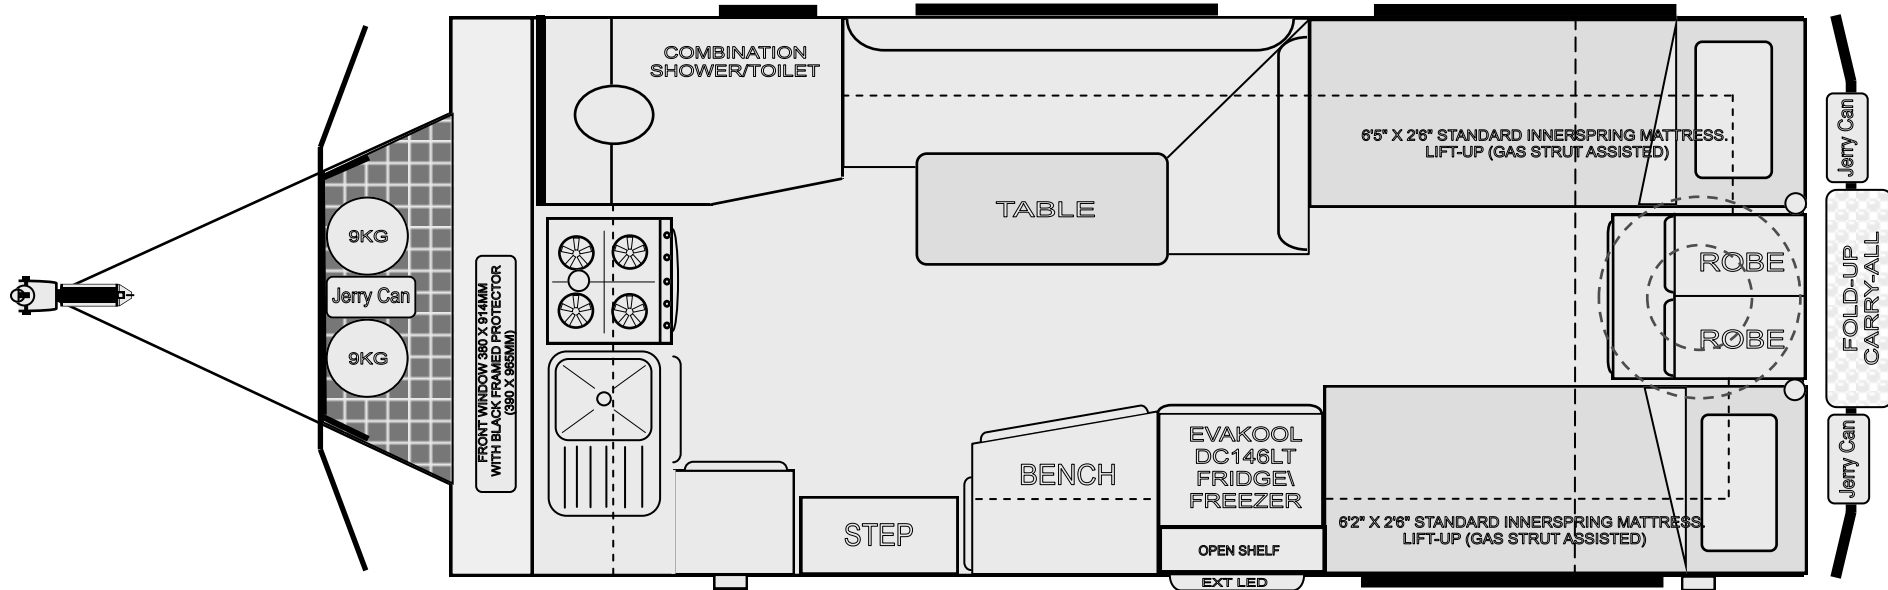 COMBINATION
SHOWER/TOILET
6'5" X 2'6" STANDARD INNERSPRING MATTRESS.
LIFT-UP (GAS STRUT ASSISTED)
Jerry Can
TABLE
9KG
Jerry Can
9KG
FRONT WINDOW 380 X 914MM
WITH BLACK FRAMED PROTECTOR
(390 X 965MM)
ROBE
ROBE
FOLD-UP
CARRY-ALL
BENCH
EVAKOOL
DC146LT
FRIDGE\
FREEZER
Jerry Can
STEP
6'2" X 2'6" STANDARD INNERSPRING MATTRESS.
LIFT-UP (GAS STRUT ASSISTED)
OPEN SHELF
EXT LED